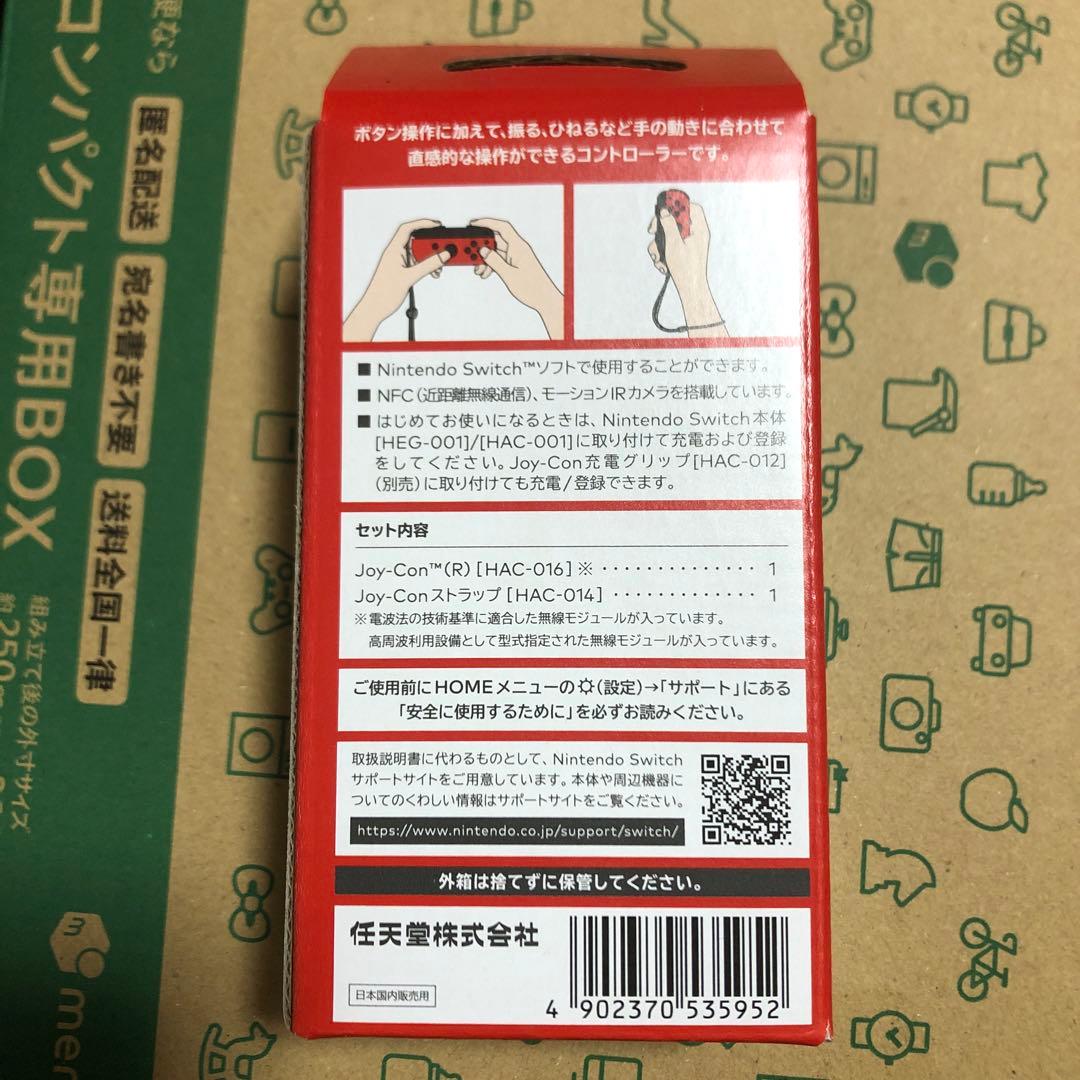 ボタン操作に加えて、振る、ひねるなど手の動きに合わせて
直感的な操作ができるコントローラーです。
■ Nintendo Switch™ソフトで使用することができます。
■ NFC(近距離無線通信)、モーションIRカメラを搭載しています。
■ はじめてお使いになるときは、Nintendo Switch本体
[HEG-001]/[HAC-001]に取り付けて充電および登録
をしてください。Joy-Con充電グリップ[HAC-012]
(別売)に取り付けても充電/登録できます。
セット内容
Joy-Con™(R) [HAC-016]※ ・・・・・・・・・・・・・・ 1
Joy-Conストラップ [HAC-014] ・・・・・・・・・・・・・ 1
※電波法の技術基準に適合した無線モジュールが入っています。
高周波利用設備として型式指定された無線モジュールが入っています。
ご使用前にHOMEメニューの(設定)→「サポート」にある
「安全に使用するために」を必ずお読みください。
取扱説明書に代わるものとして、Nintendo Switch
サポートサイトをご用意しています。本体や周辺機器に
ついてのくわしい情報はサポートサイトをご覧ください。
https://www.nintendo.co.jp/support/switch/
外箱は捨てずに保管してください。
任天堂株式会社
日本国内販売用
4 902370 535952
更なら
コンパクト専用BOX
匿名配送
宛名書き不要
送料全国一律
組み立て後の外寸サイズ
約250
mer